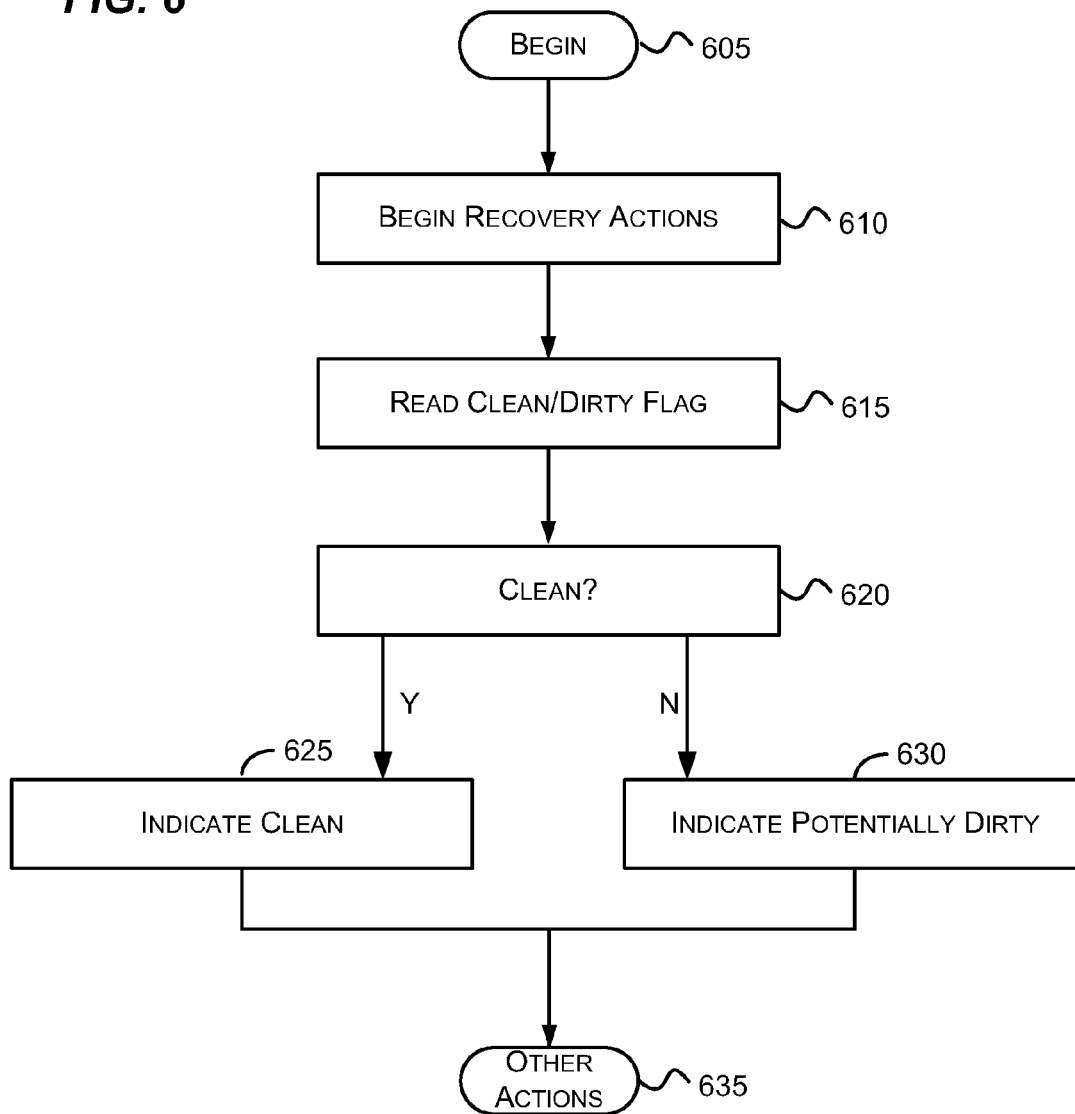 FIG. 6
BEGIN
605
BEGIN RECOVERY ACTIONS
610
READ CLEAN/DIRTY FLAG
615
CLEAN?
620
Y
N
625
630
INDICATE CLEAN
INDICATE POTENTIALLY DIRTY
OTHER
ACTIONS
635